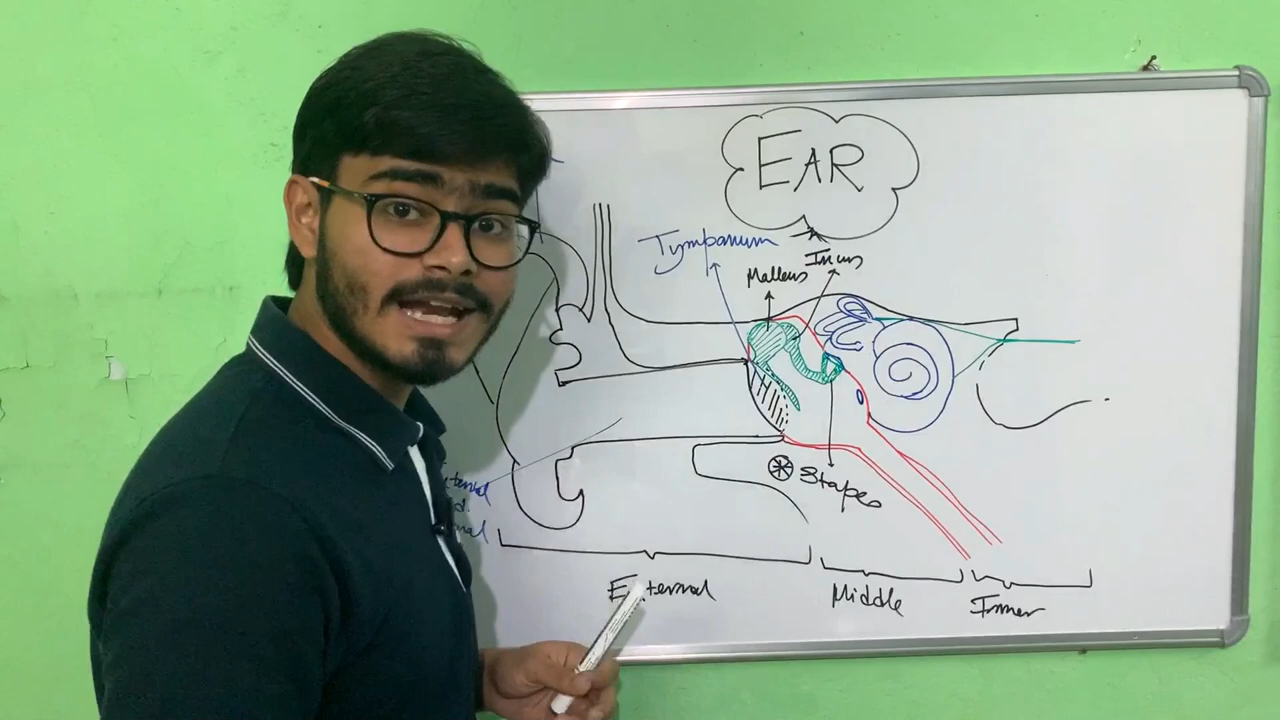 EAR
Tympanum
Incus
Malleus
Stapes
External
Middle
Inner